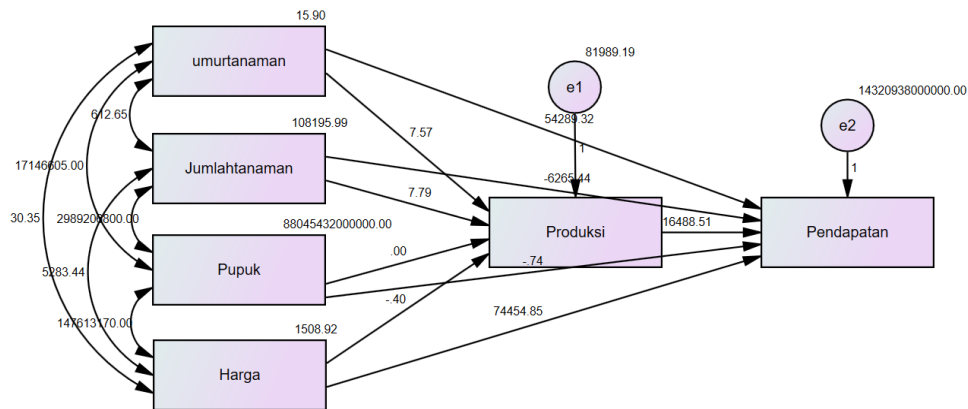 15.90
umurtanaman
612.65
108195.99
Jumlahtanaman
17146605.00
30.35
2989206800.00
88045432000000.00
Pupuk
5283.44
147613170.00
1508.92
Harga
81989.19
e1
54289.32
1
7.57
-6265.44
7.79
Produksi
16488.51
.00
-.74
-.40
74454.85
14320938000000.00
e2
1
Pendapatan